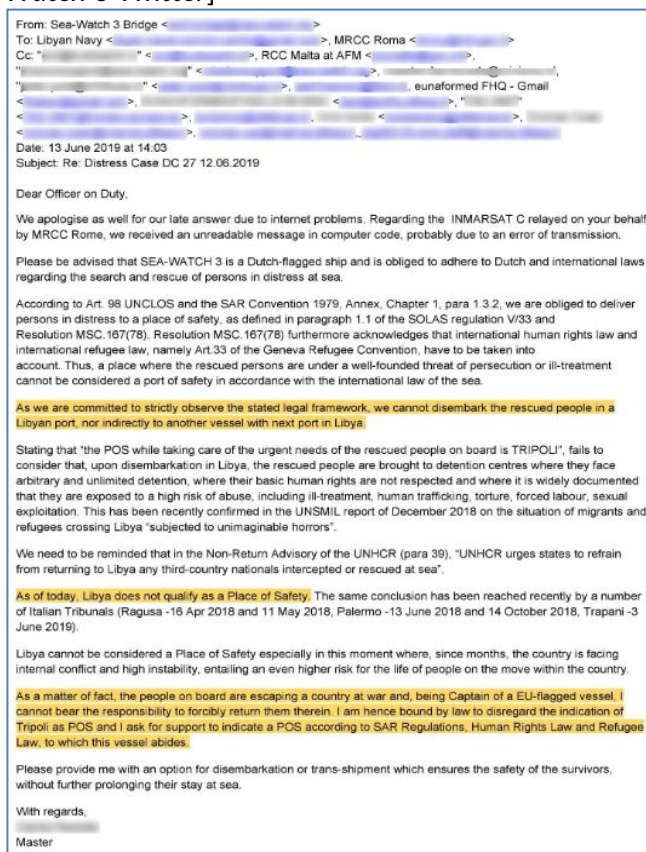 Watch 3 Twitter]
From: Sea-Watch 3 Bridge < >
To: Libyan Navy < >, MRCC Roma < >
Cc: " " < >, RCC Malta at AFM < >,
" " < >,
" " < >, eunaformed FHQ - Gmail
Date: 13 June 2019 at 14:03
Subject: Re: Distress Case DC 27 12.06.2019
Dear Officer on Duty,
We apologise as well for our late answer due to internet problems. Regarding the INMARSAT C relayed on your behalf
by MRCC Rome, we received an unreadable message in computer code, probably due to an error of transmission.
Please be advised that SEA-WATCH 3 is a Dutch-flagged ship and is obliged to adhere to Dutch and international laws
regarding the search and rescue of persons in distress at sea.
According to Art. 98 UNCLOS and the SAR Convention 1979, Annex, Chapter 1, para 1.3.2, we are obliged to deliver
persons in distress to a place of safety, as defined in paragraph 1.1 of the SOLAS regulation V/33 and
Resolution MSC.167(78). Resolution MSC.167(78) furthermore acknowledges that international human rights law and
international refugee law, namely Art.33 of the Geneva Refugee Convention, have to be taken into
account. Thus, a place where the rescued persons are under a well-founded threat of persecution or ill-treatment
cannot be considered a port of safety in accordance with the international law of the sea.
As we are committed to strictly observe the stated legal framework, we cannot disembark the rescued people in a
Libyan port, nor indirectly to another vessel with next port in Libya.
Stating that "the POS while taking care of the urgent needs of the rescued people on board is TRIPOLI", fails to
consider that, upon disembarkation in Libya, the rescued people are brought to detention centres where they face
arbitrary and unlimited detention, where their basic human rights are not respected and where it is widely documented
that they are exposed to a high risk of abuse, including ill-treatment, human trafficking, torture, forced labour, sexual
exploitation. This has been recently confirmed in the UNSMIL report of December 2018 on the situation of migrants and
refugees crossing Libya "subjected to unimaginable horrors".
We need to be reminded that in the Non-Return Advisory of the UNHCR (para 39), "UNHCR urges states to refrain
from returning to Libya any third-country nationals intercepted or rescued at sea".
As of today, Libya does not qualify as a Place of Safety. The same conclusion has been reached recently by a number
of Italian Tribunals (Ragusa -16 Apr 2018 and 11 May 2018, Palermo -13 June 2018 and 14 October 2018, Trapani -3
June 2019).
Libya cannot be considered a Place of Safety especially in this moment where, since months, the country is facing
internal conflict and high instability, entailing an even higher risk for the life of people on the move within the country.
As a matter of fact, the people on board are escaping a country at war and, being Captain of a EU-flagged vessel, I
cannot bear the responsibility to forcibly return them therein. I am hence bound by law to disregard the indication of
Tripoli as POS and I ask for support to indicate a POS according to SAR Regulations, Human Rights Law and Refugee
Law, to which this vessel abides.
Please provide me with an option for disembarkation or trans-shipment which ensures the safety of the survivors,
without further prolonging their stay at sea.
With regards,
Master